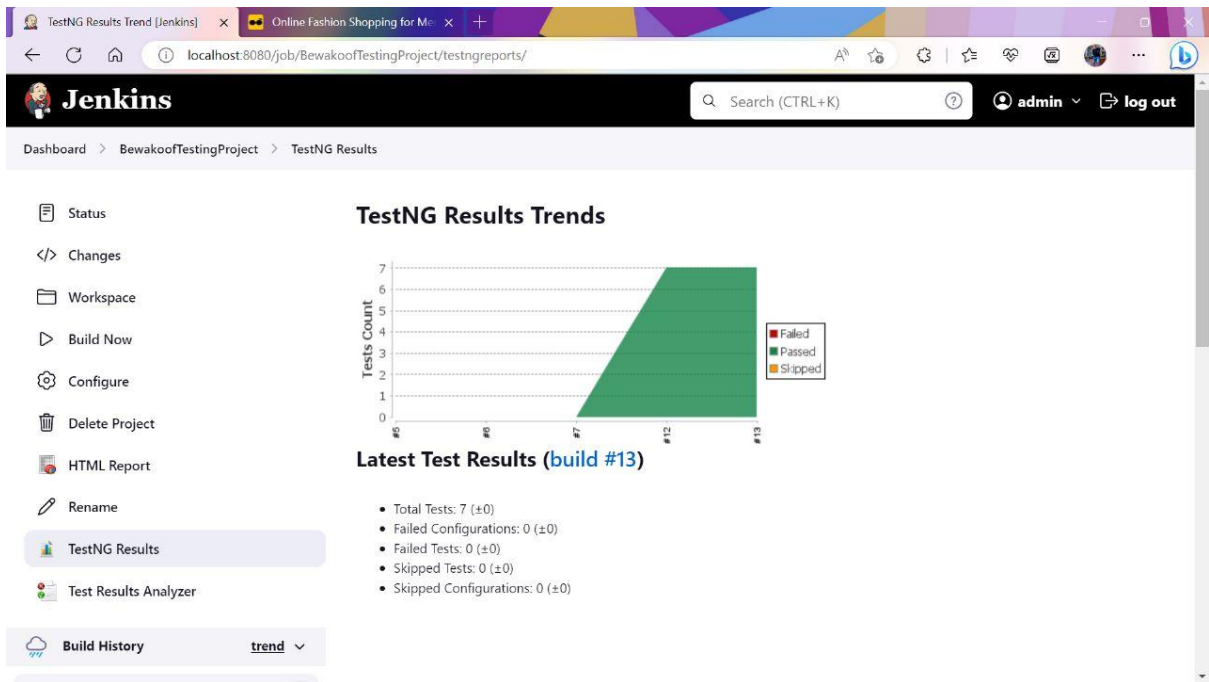 TestNG Results Trend [Jenkins]
Online Fashion Shopping for Me
localhost:8080/job/BewakoofTestingProject/testngreports/
Jenkins
Search (CTRL+K)
admin
log out
Dashboard > BewakoofTestingProject > TestNG Results
Status
Changes
Workspace
Build Now
Configure
Delete Project
HTML Report
Rename
TestNG Results
Test Results Analyzer
Build History trend
TestNG Results Trends
Tests Count
7
6
5
4
3
2
1
0
#5 #6 #7 #12 #13
Failed
Passed
Skipped
Latest Test Results (build #13)
• Total Tests: 7 (±0)
• Failed Configurations: 0 (±0)
• Failed Tests: 0 (±0)
• Skipped Tests: 0 (±0)
• Skipped Configurations: 0 (±0)